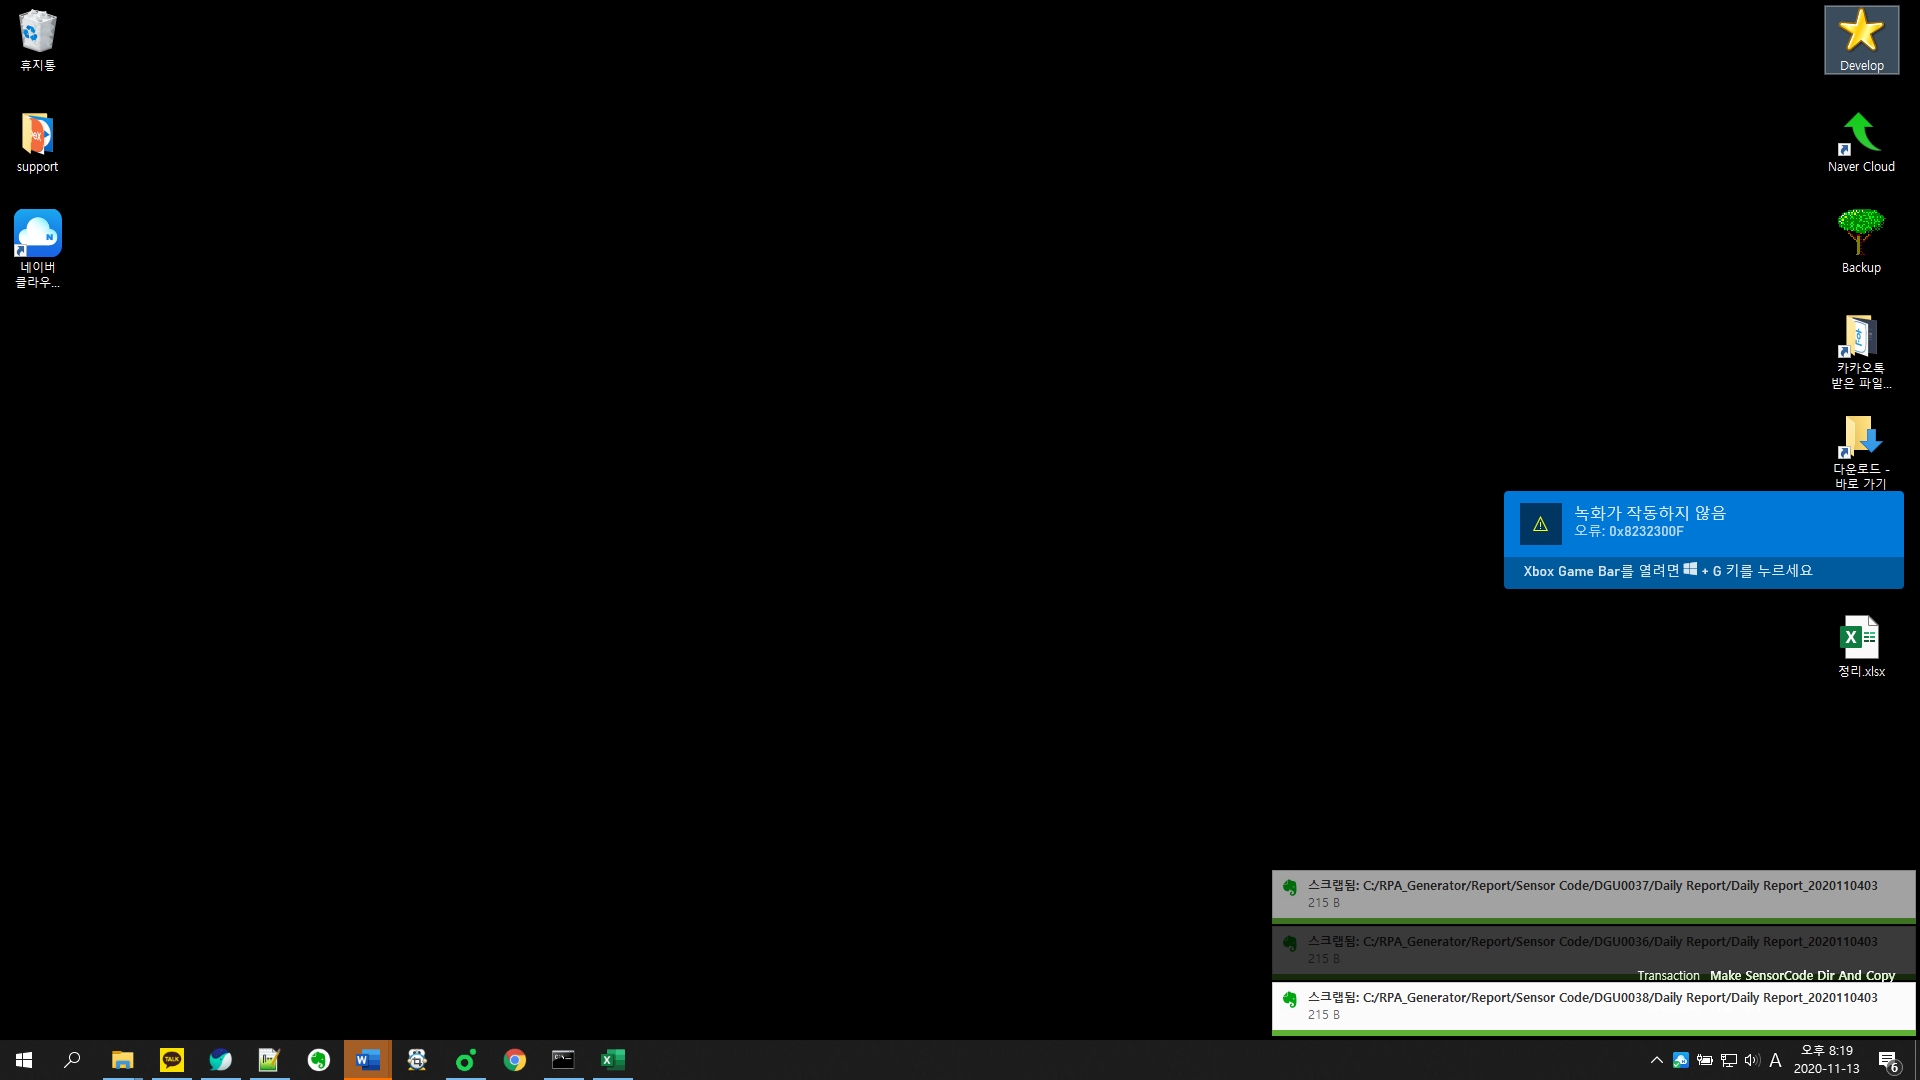 휴지통
support
네이버
클라우...
Develop
Naver Cloud
Backup
카카오톡
받은 파일...
다운로드 -
바로 가기
녹화가 작동하지 않음
오류: 0x8232300F
Xbox Game Bar를 열려면 + G 키를 누르세요
정리.xlsx
스크랩됨: C:/RPA_Generator/Report/Sensor Code/DGU0037/Daily Report/Daily Report_2020110403
215 B
스크랩됨: C:/RPA_Generator/Report/Sensor Code/DGU0036/Daily Report/Daily Report_2020110403
215 B
Transaction Make SensorCode Dir And Copy
스크랩됨: C:/RPA_Generator/Report/Sensor Code/DGU0038/Daily Report/Daily Report_2020110403
215 B
TALK
A
오후 8:19
2020-11-13
6